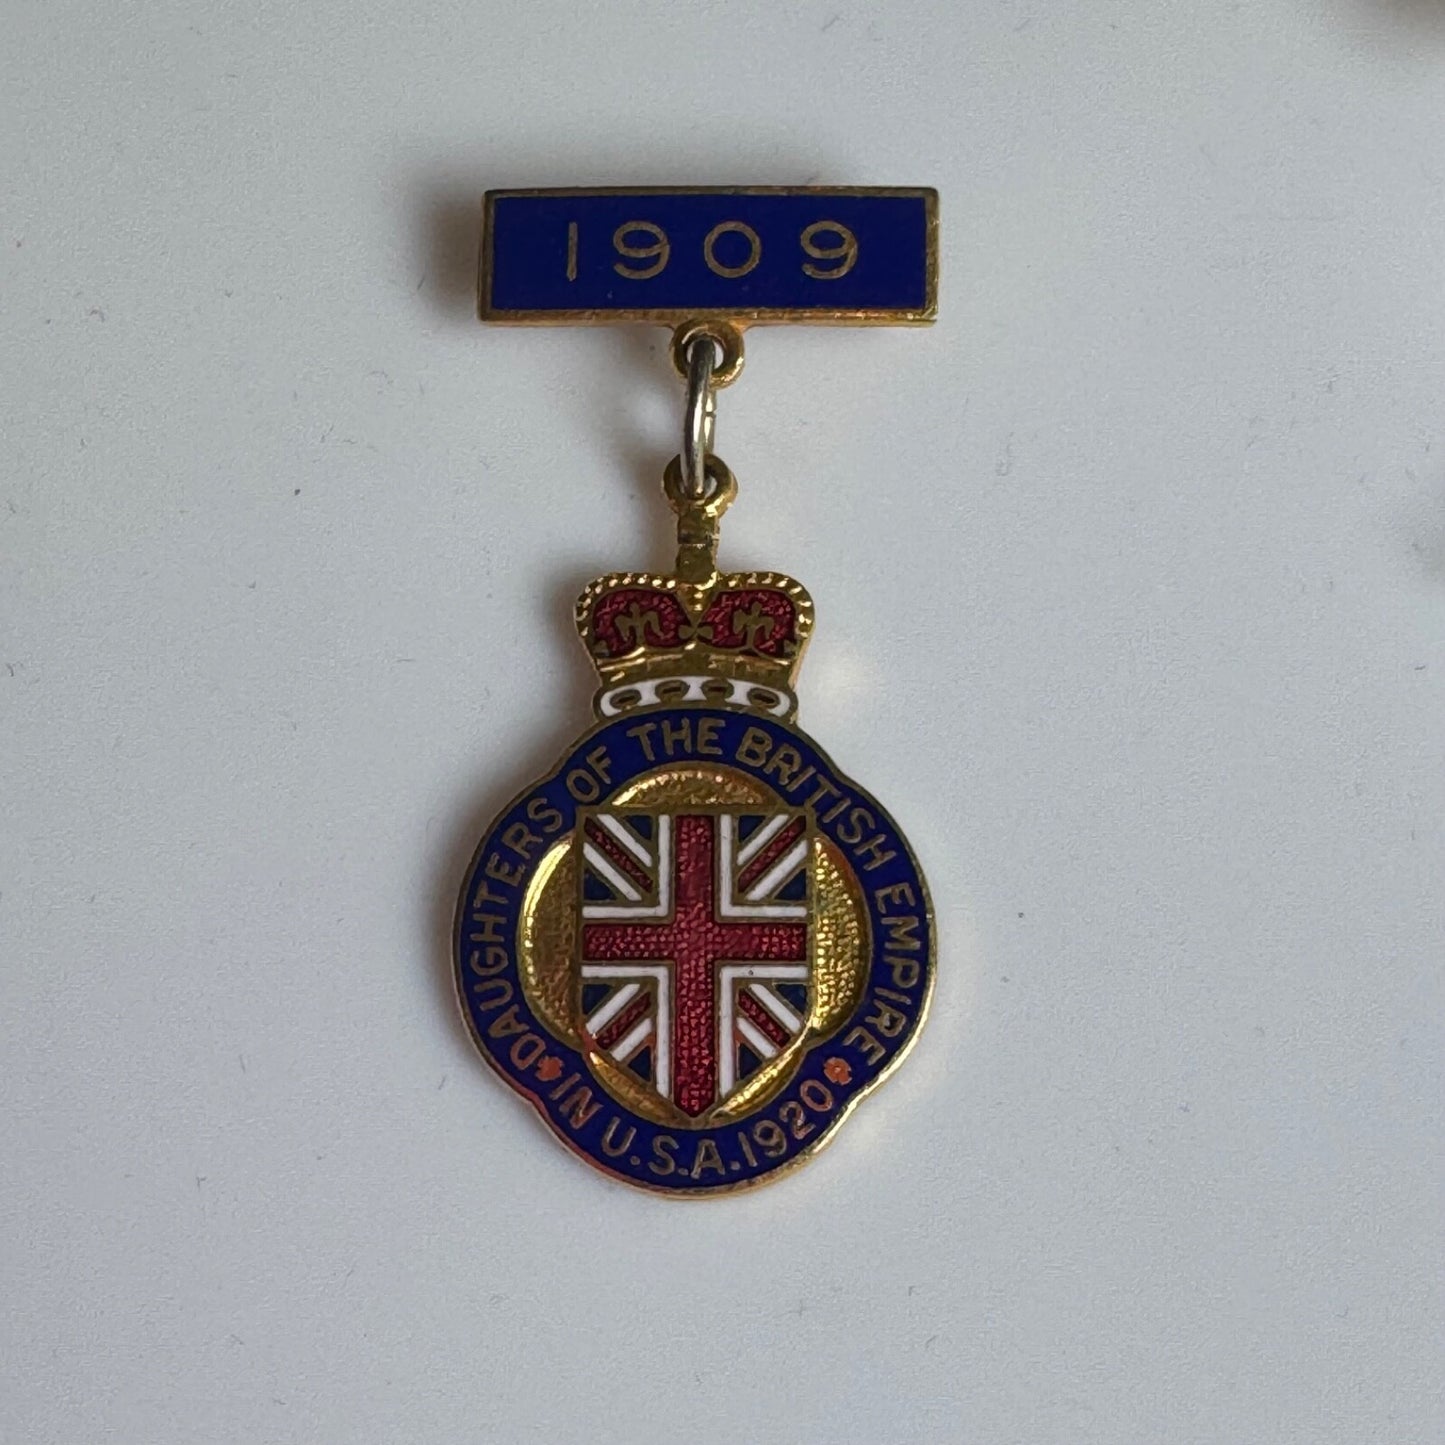 1909
DAUGHTERS OF THE BRITISH EMPIRE
IN U.S.A. 1920